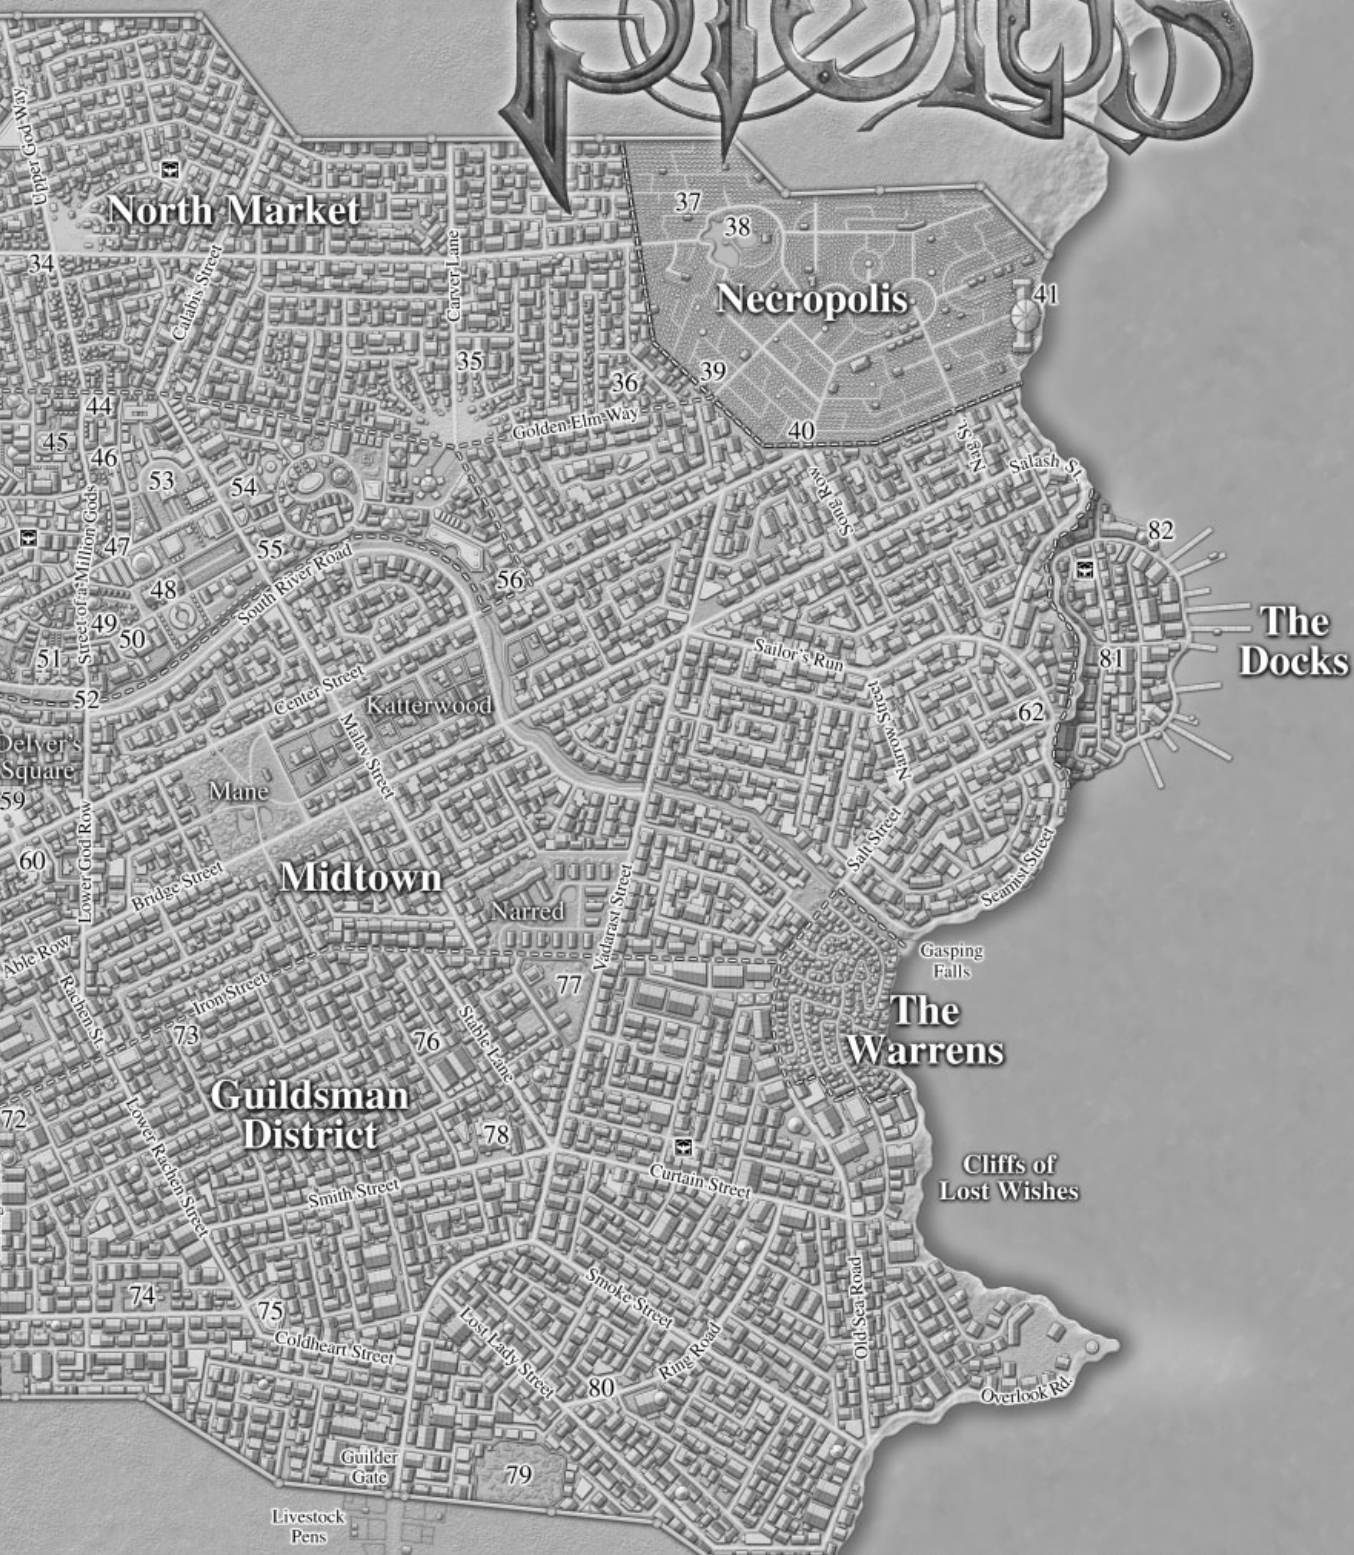 Ptolus
Upper God Way
North Market
37
38
34
Calabis Street
Carver Lane
Necropolis
41
35
36
39
44
Golden Elm Way
40
45
46
Nag St.
Salash St.
53
54
Song Row
Street of a Million Gods
47
55
South River Road
56
82
48
49
50
The
Docks
51
Sailor's Run
81
52
Center Street
Katterwood
Narrow Street
62
Delver's
Square
Malav Street
59
Mane
Lower God Row
60
Salt Street
Bridge Street
Midtown
Seamist Street
Narred
Vadarast Street
Able Row
Gasping
Falls
77
Rachen St.
Iron Street
The
Warrens
73
76
Stable Lane
Guildsman
District
72
Lower Rachen Street
78
Curtain Street
Cliffs of
Lost Wishes
Smith Street
74
75
Smoke Street
Old Sea Road
Coldheart Street
Lost Lady Street
Ring Road
80
Overlook Rd.
Guilder
Gate
79
Livestock
Pens